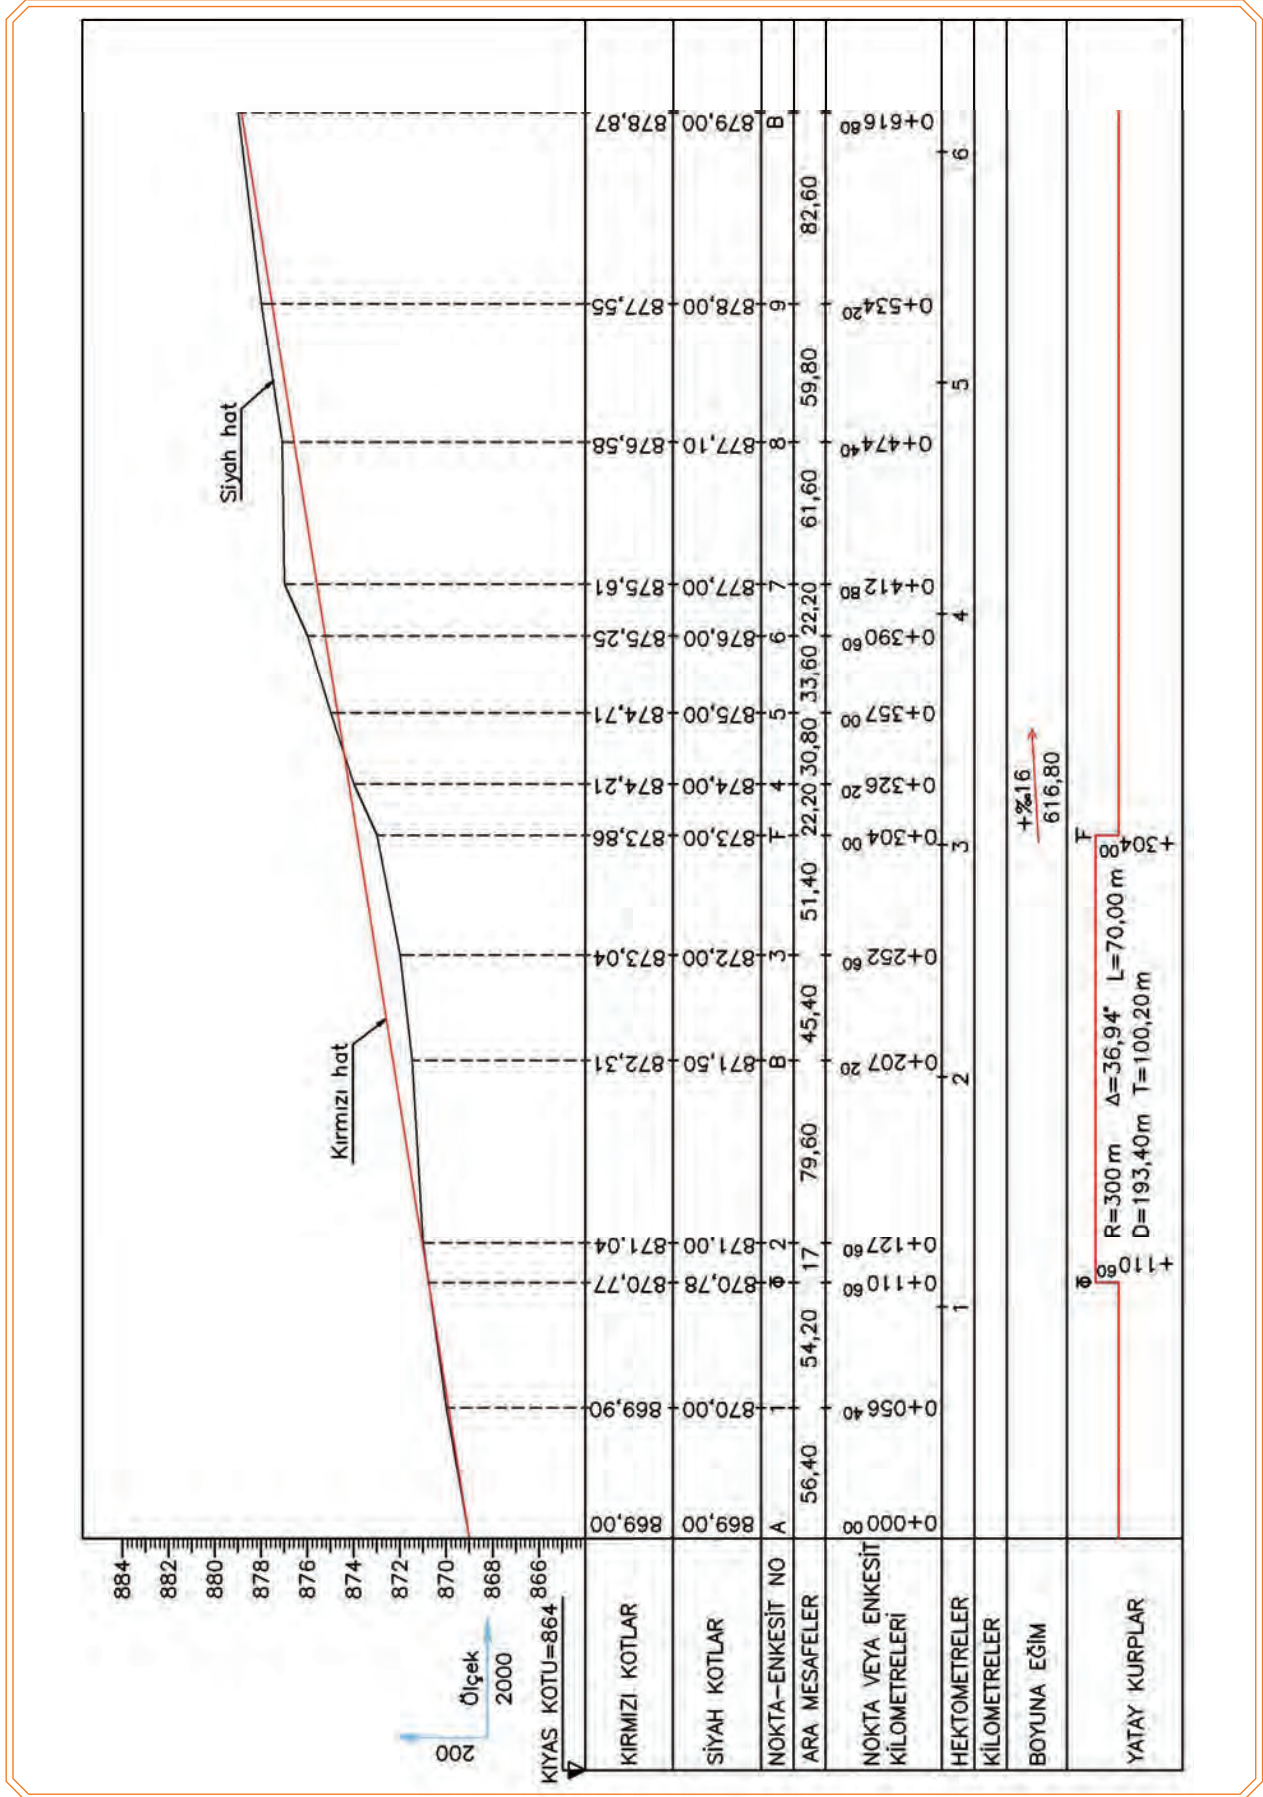 884
882
880
878
876
874
872
870
868
866
Siyah hat
Kırmızı hat
Ölçek
2000
200
KIYAS KOTU=864
KIRMIZI KOTLAR
869,00 869,90 870,77 871.04 872,31 873,04 873,86 874,21 874,71 875,25 875,61 876,58 877,55 878,87
SİYAH KOTLAR
869,00 870,00 870,78 871.00 871,50 872,00 873,00 874,00 875,00 876,00 877,00 877,10 878,00 879,00
NOKTA-ENKESİT NO
A 1 Φ 2 B 3 T 4 5 6 7 8 9 B
ARA MESAFELER
56,40 54,20 17 79,60 45,40 51,40 22,20 30,80 33,60 22,20 61,60 59,80 82,60
NOKTA VEYA ENKESİT
KİLOMETRELERİ
0+000 00 0+056 40 0+110 60 0+127 60 0+207 20 0+252 60 0+304 00 0+326 20 0+357 00 0+390 60 0+412 80 0+474 40 0+534 20 0+616 80
HEKTOMETRELER
1 2 3 4 5 6
KİLOMETRELER
BOYUNA EĞİM
+‰16
616,80
YATAY KURPLAR
Φ
+110 60
R=300 m Δ=36,94° L=70,00 m
D=193,40m T=100,20m
T
+304 00